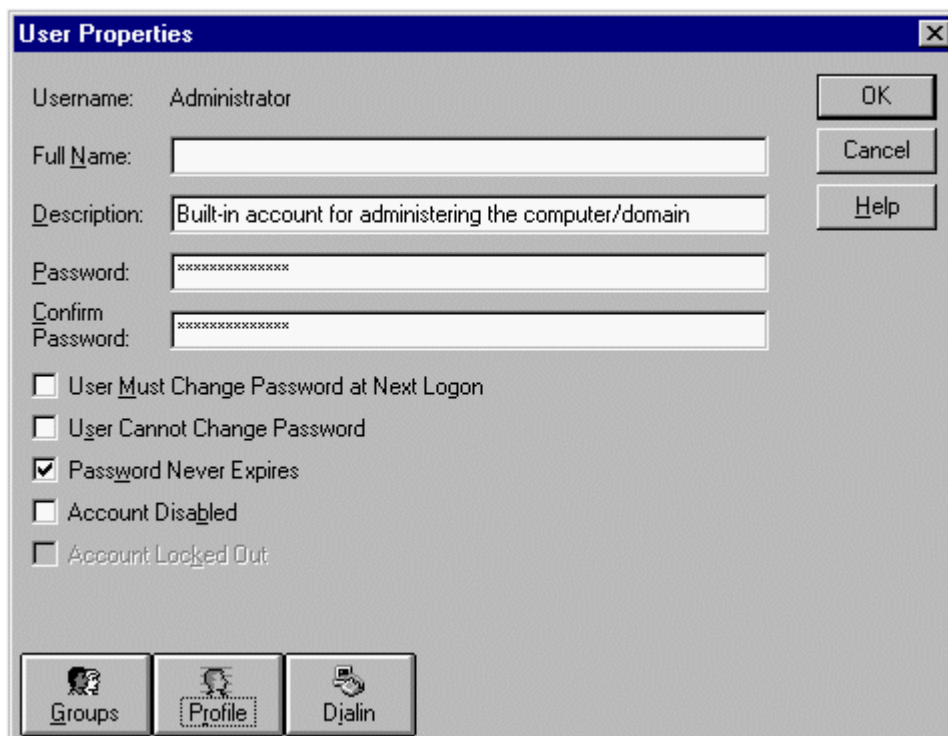 User Properties
Username: Administrator
OK
Full Name:
Cancel
Description: Built-in account for administering the computer/domain
Help
Password: **************
Confirm
Password: **************
User Must Change Password at Next Logon
User Cannot Change Password
Password Never Expires
Account Disabled
Account Locked Out
Groups Profile Dialin